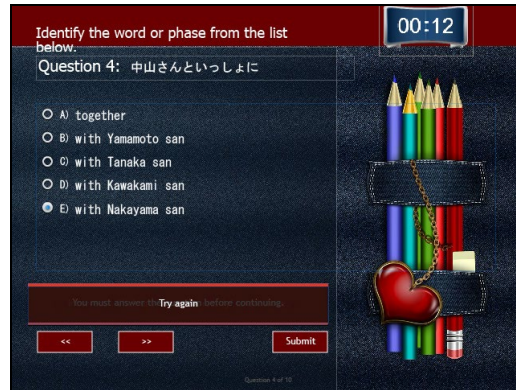 Identify the word or phase from the list
below.
00:12
Question 4: 中山さんといっしょに
A) together
B) with Yamamoto san
C) with Tanaka san
D) with Kawakami san
E) with Nakayama san
You must answer the before continuing.
Try again
<< >> Submit
Question 4 of 10